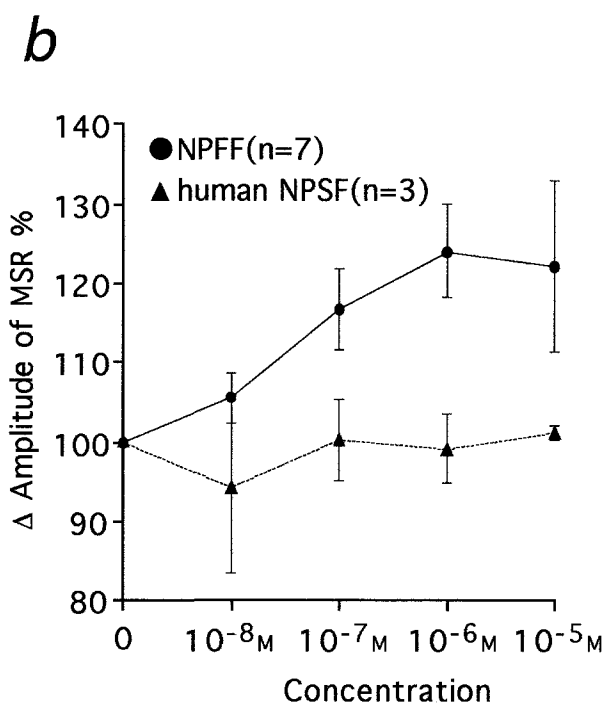 b
140
130
120
110
100
90
80
Δ Amplitude of MSR %
●NPFF(n=7)
▲human NPSF(n=3)
0 10⁻⁸M 10⁻⁷M 10⁻⁶M 10⁻⁵M
Concentration